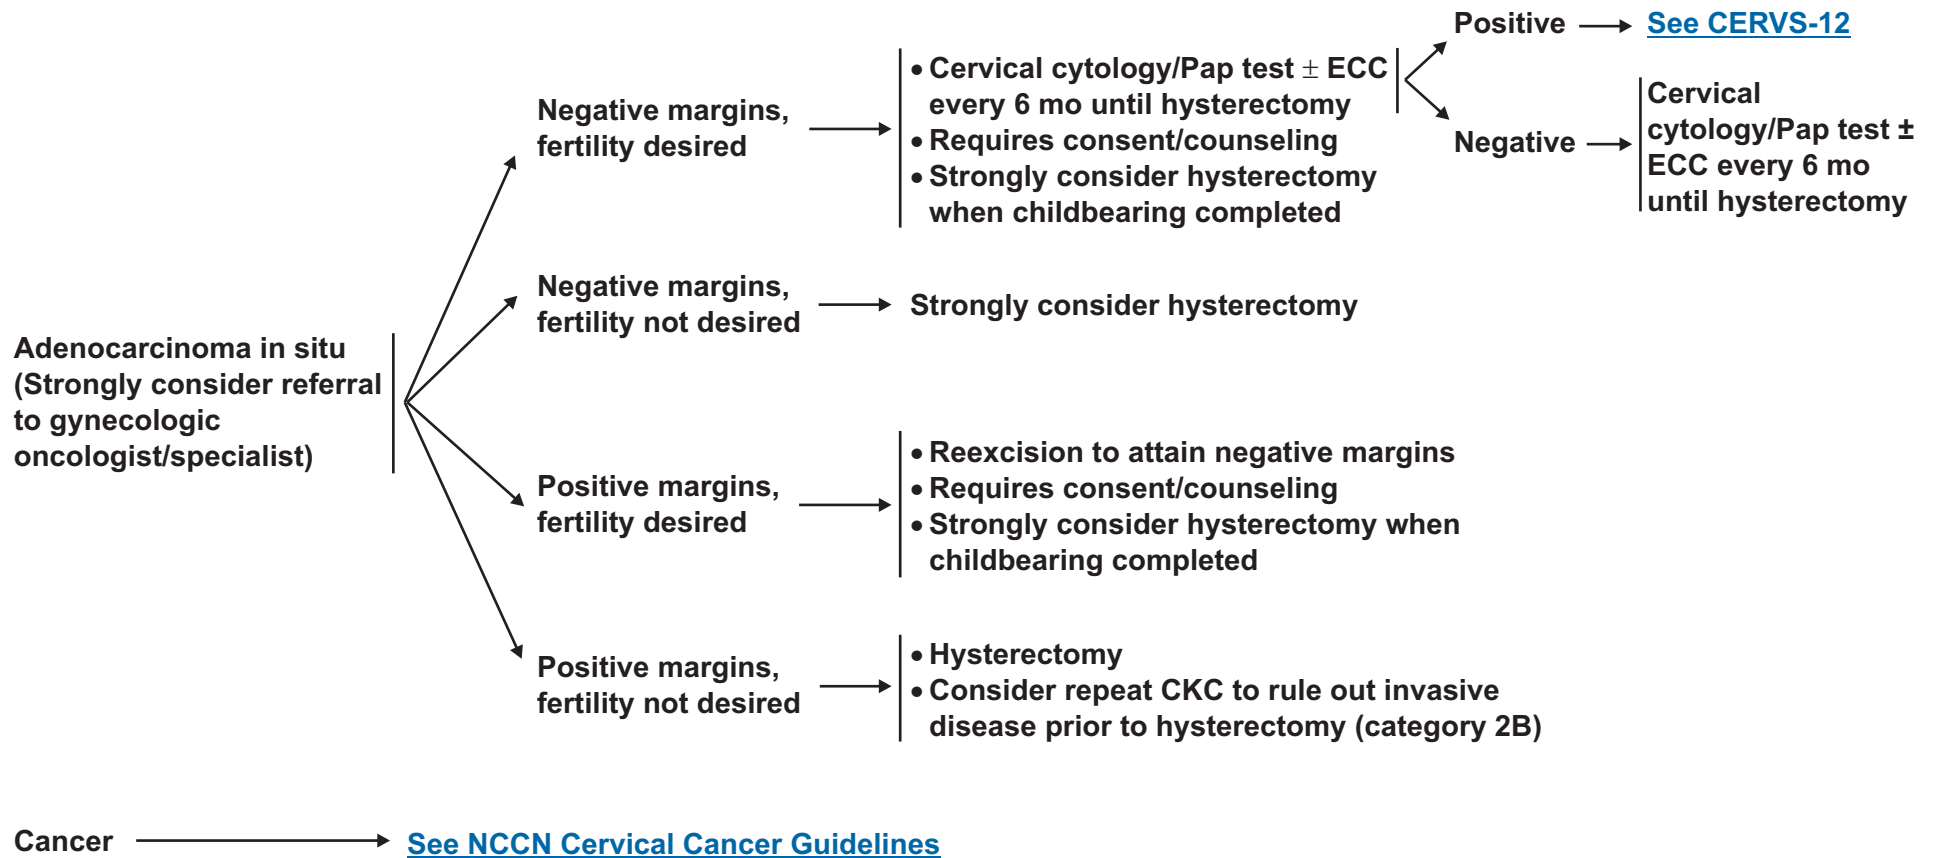 Adenocarcinoma in situ
(Strongly consider referral
to gynecologic
oncologist/specialist)
Negative margins,
fertility desired
• Cervical cytology/Pap test ± ECC
every 6 mo until hysterectomy
• Requires consent/counseling
• Strongly consider hysterectomy
when childbearing completed
Positive
See CERVS-12
Negative
Cervical
cytology/Pap test ±
ECC every 6 mo
until hysterectomy
Negative margins,
fertility not desired
Strongly consider hysterectomy
Positive margins,
fertility desired
• Reexcision to attain negative margins
• Requires consent/counseling
• Strongly consider hysterectomy when
childbearing completed
Positive margins,
fertility not desired
• Hysterectomy
• Consider repeat CKC to rule out invasive
disease prior to hysterectomy (category 2B)
Cancer
See NCCN Cervical Cancer Guidelines